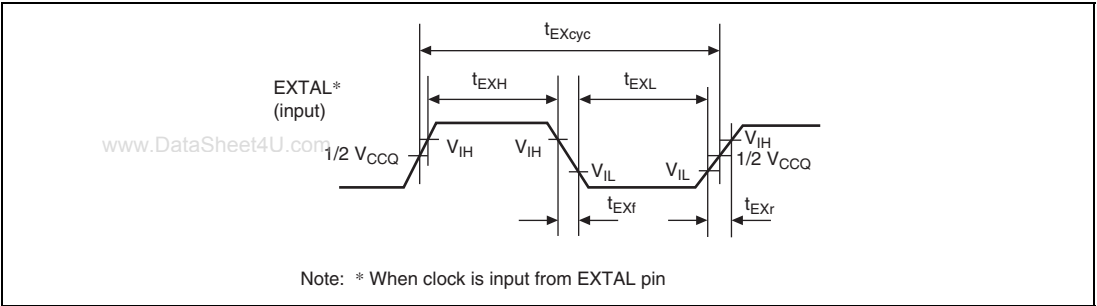 tEXcyc
tEXH
tEXL
EXTAL*
(input)
www.DataSheet4U.com
1/2 VCCQ
VIH
VIH
VIL
VIL
VIH
1/2 VCCQ
tEXf
tEXr
Note: * When clock is input from EXTAL pin